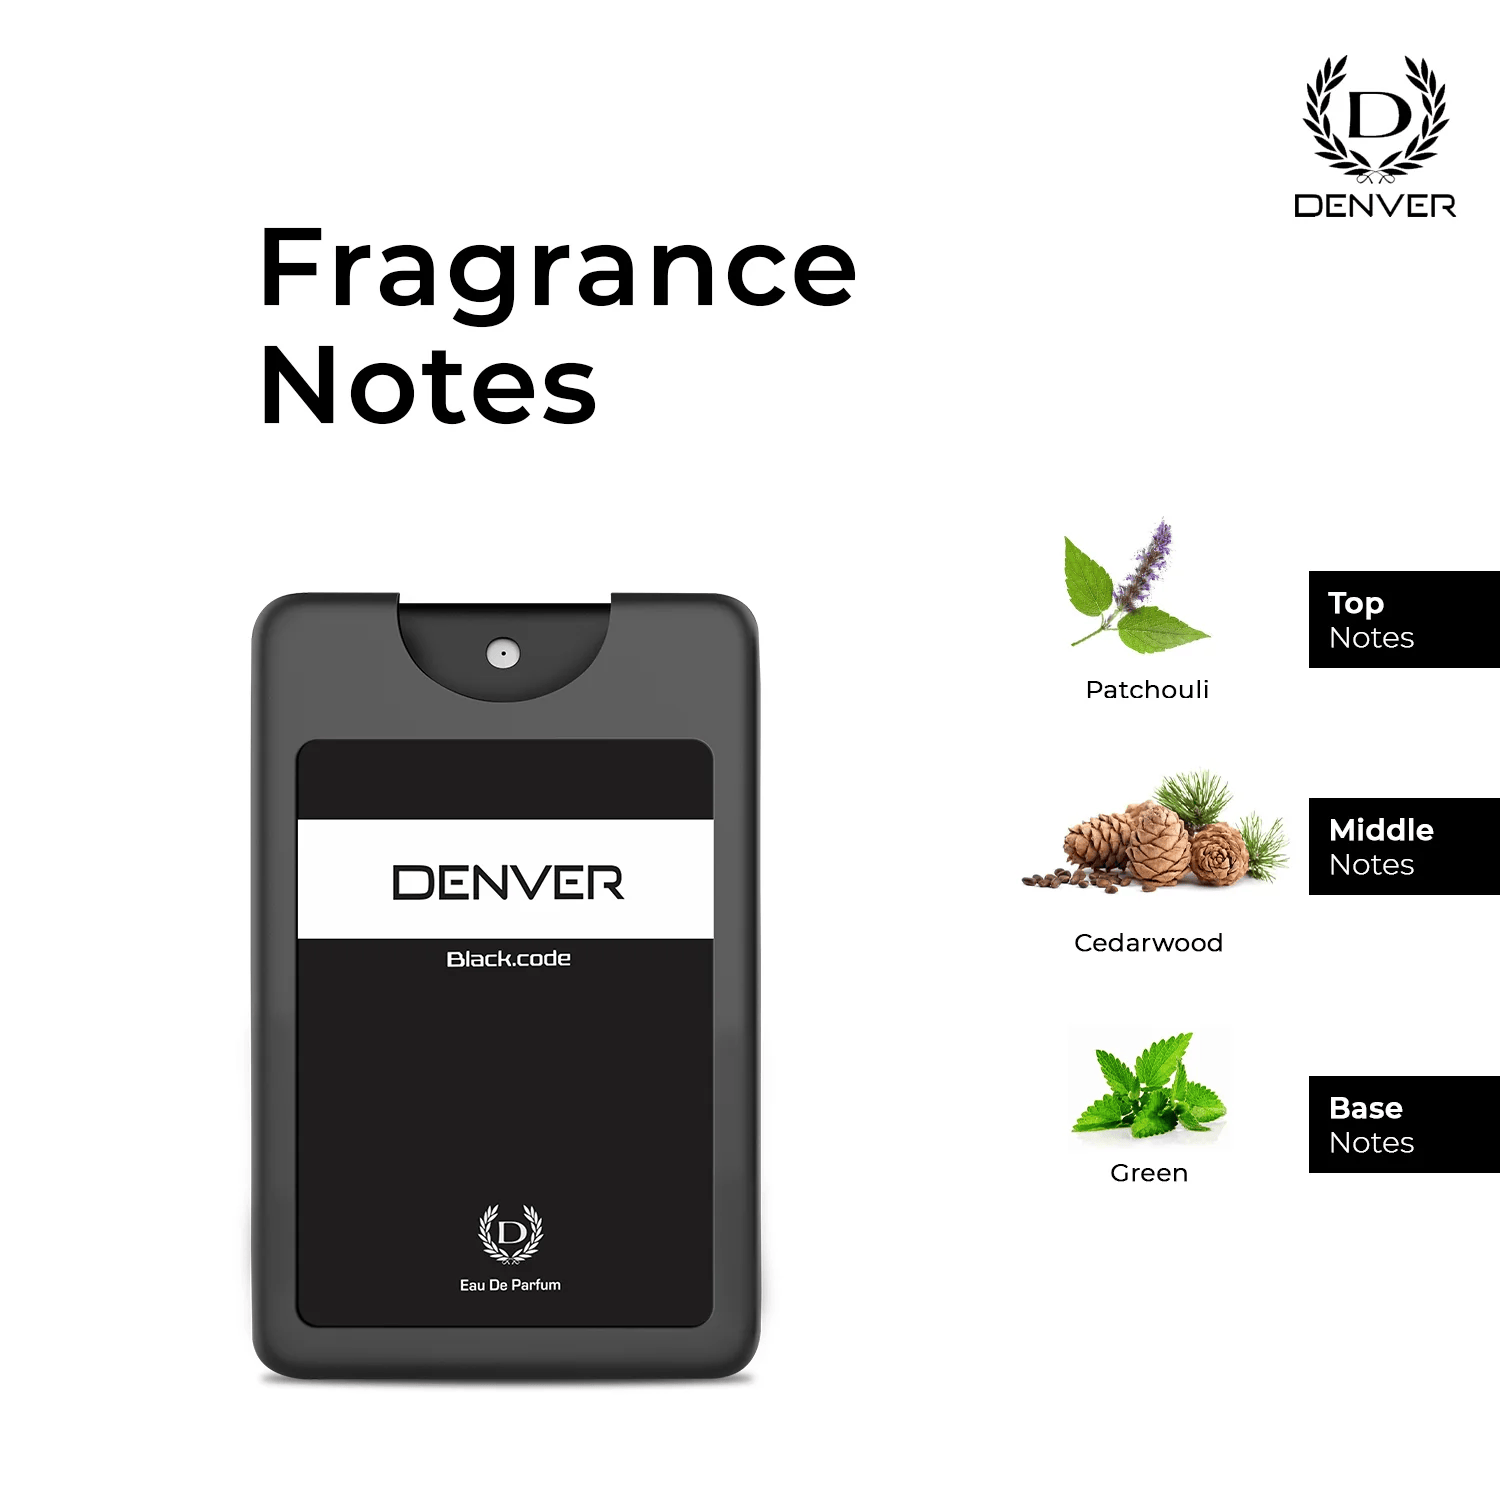 D
DENVER
Fragrance
Notes
Patchouli
Top
Notes
Cedarwood
Middle
Notes
Green
Base
Notes
DENVER
Black.code
D
Eau De Parfum